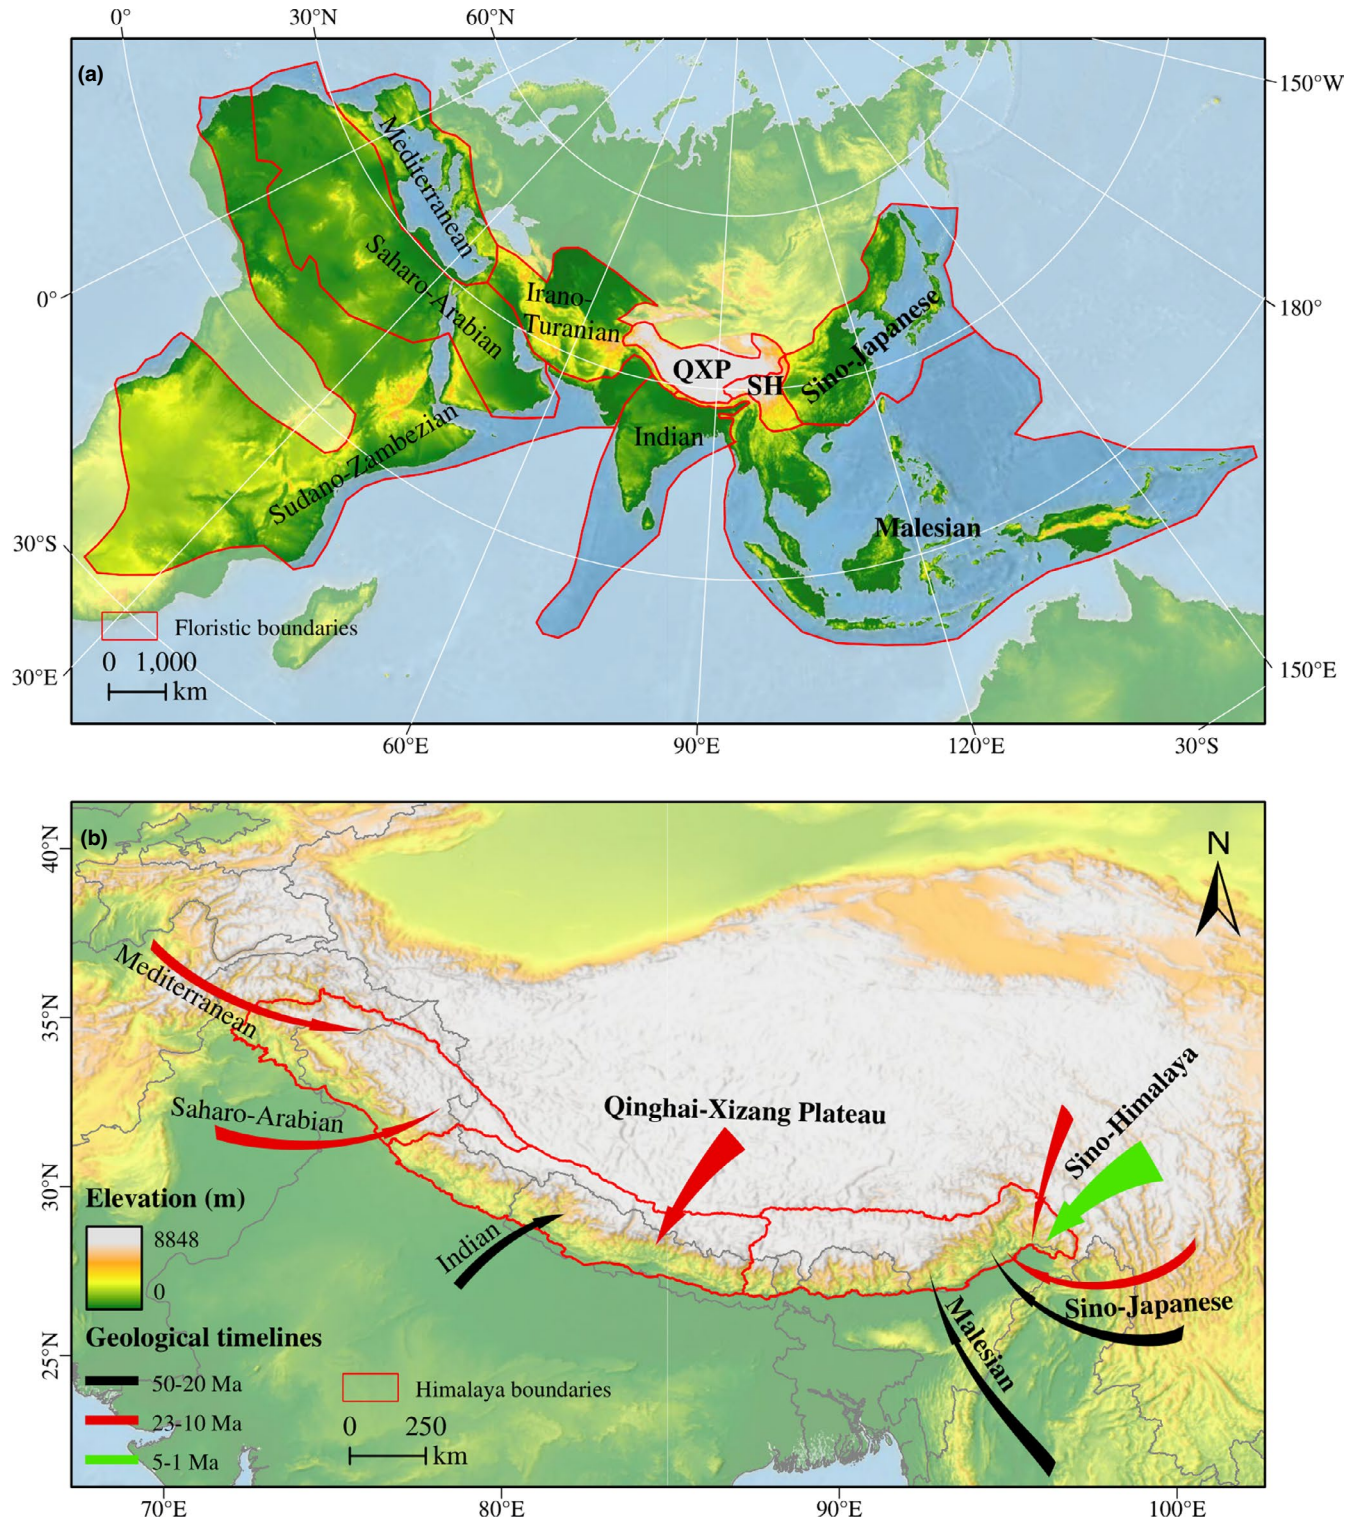 0°
30°N
60°N
(a)
150°W
Mediterranean
Saharo-Arabian
Irano-
Turanian
Sino-Japanese
0°
180°
QXP
SH
Indian
Sudano-Zambezian
Malesian
30°S
Floristic boundaries
0 1,000
km
30°E
150°E
60°E
90°E
120°E
30°S
(b)
N
40°N
Mediterranean
35°N
Saharo-Arabian
Qinghai-Xizang Plateau
Sino-Himalaya
30°N
Elevation (m)
8848
0
Indian
Sino-Japanese
Malesian
Geological timelines
25°N
50-20 Ma
23-10 Ma
5-1 Ma
Himalaya boundaries
0 250
km
70°E
80°E
90°E
100°E